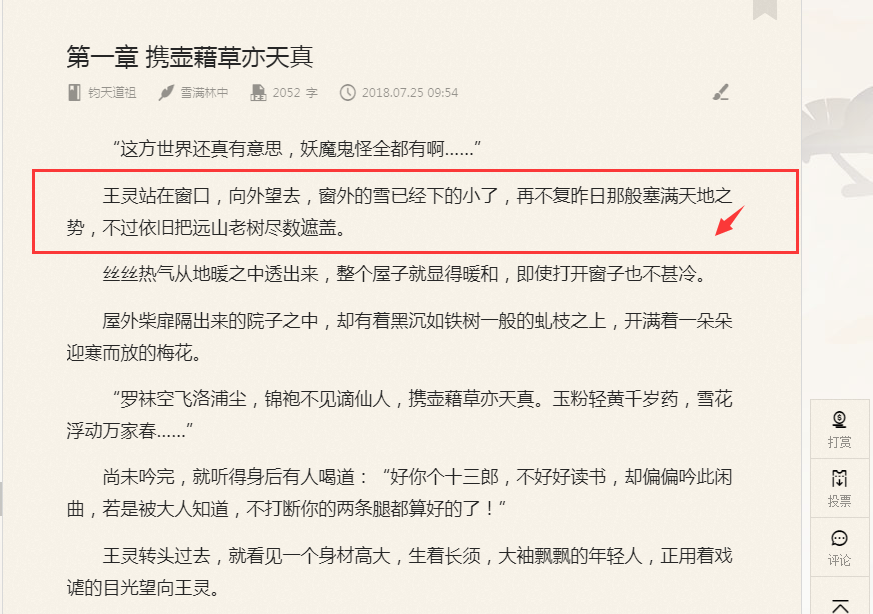 第一章 携壶藉草亦天真
钧天道祖 雪满林中 2052 字 2018.07.25 09:54
“这方世界还真有意思，妖魔鬼怪全都有啊……”
王灵站在窗口，向外望去，窗外的雪已经下的小了，再不复昨日那般塞满天地之
势，不过依旧把远山老树尽数遮盖。
丝丝热气从地暖之中透出来，整个屋子就显得暖和，即使打开窗子也不甚冷。
屋外柴扉隔出来的院子之中，却有着黑沉如铁树一般的虬枝之上，开满着一朵朵
迎寒而放的梅花。
“罗袜空飞洛浦尘，锦袍不见谪仙人，携壶藉草亦天真。玉粉轻黄千岁药，雪花
浮动万家春……”
尚未吟完，就听得身后有人喝道：“好你个十三郎，不好好读书，却偏偏吟此闲
曲，若是被大人知道，不打断你的两条腿都算好的了！”
王灵转头过去，就看见一个身材高大，生着长须，大袖飘飘的年轻人，正用着戏
谑的目光望向王灵。
打赏
投票
评论